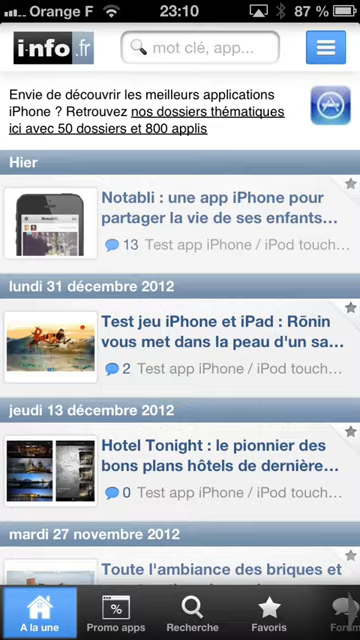 Orange F 23:10 87 %
i-nfo.fr
mot clé, app...
Envie de découvrir les meilleurs applications
iPhone ? Retrouvez nos dossiers thématiques
ici avec 50 dossiers et 800 applis
Hier
Notabli : une app iPhone pour
partager la vie de ses enfants...
13 Test app iPhone / iPod touch...
lundi 31 décembre 2012
Test jeu iPhone et iPad : Rōnin
vous met dans la peau d'un sa...
2 Test app iPhone / iPod touch...
jeudi 13 décembre 2012
Hotel Tonight : le pionnier des
bons plans hôtels de dernière...
0 Test app iPhone / iPod touch...
mardi 27 novembre 2012
Toute l'ambiance des briques et
A la une Promo apps Recherche Favoris